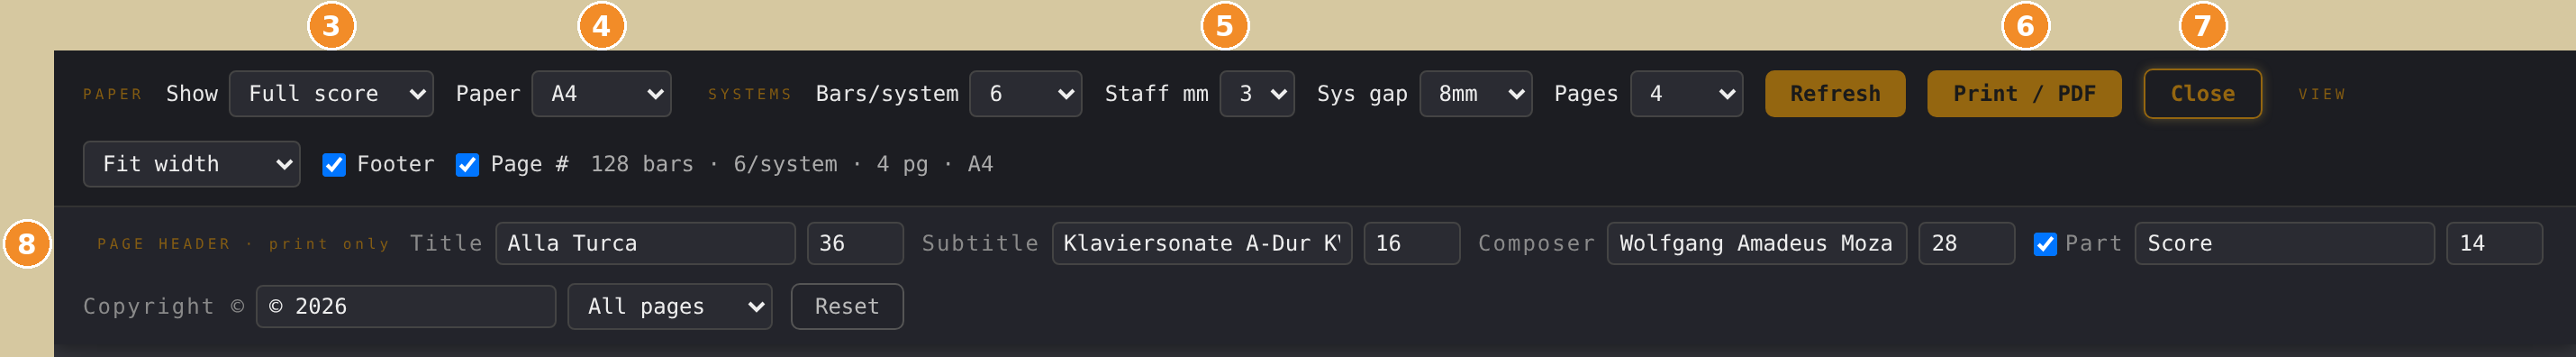 3 4 5 6 7
PAPER Show Full score Paper A4 SYSTEMS Bars/system 6 Staff mm 3 Sys gap 8mm Pages 4 Refresh Print / PDF Close VIEW
Fit width Footer Page # 128 bars · 6/system · 4 pg · A4
8 PAGE HEADER · print only Title Alla Turca 36 Subtitle Klaviersonate A-Dur K 16 Composer Wolfgang Amadeus Moza 28 Part Score 14
Copyright © © 2026 All pages Reset